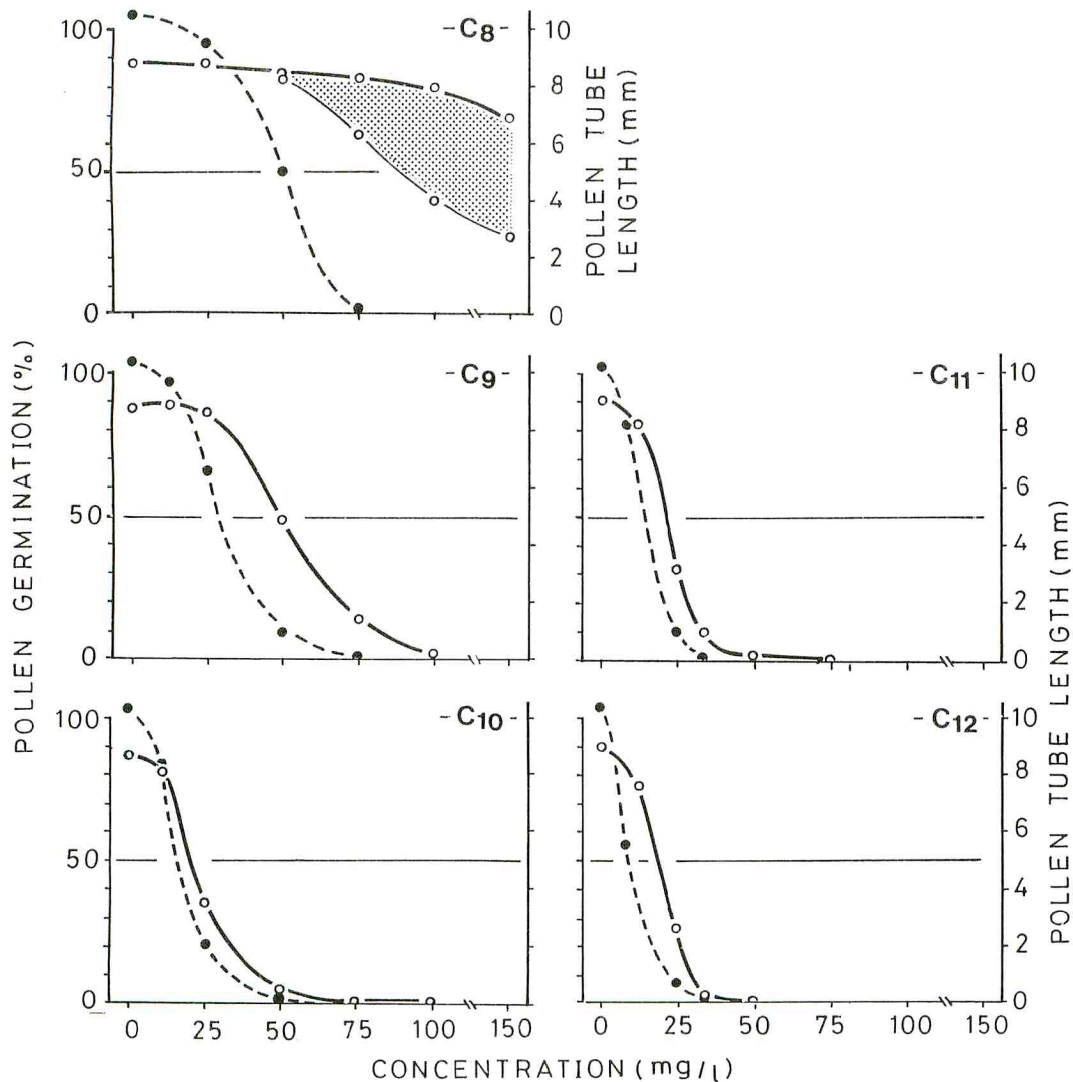 100
50
0
-C8-
10
8
6
4
2
0
POLLEN TUBE
LENGTH (mm)
POLLEN GERMINATION (%)
100
50
0
-C9-
-C11-
10
8
6
4
2
0
100
50
0
-C10-
-C12-
10
8
6
4
2
0
POLLEN TUBE LENGTH (mm)
0 25 50 75 100 150
0 25 50 75 100 150
CONCENTRATION (mg/l)